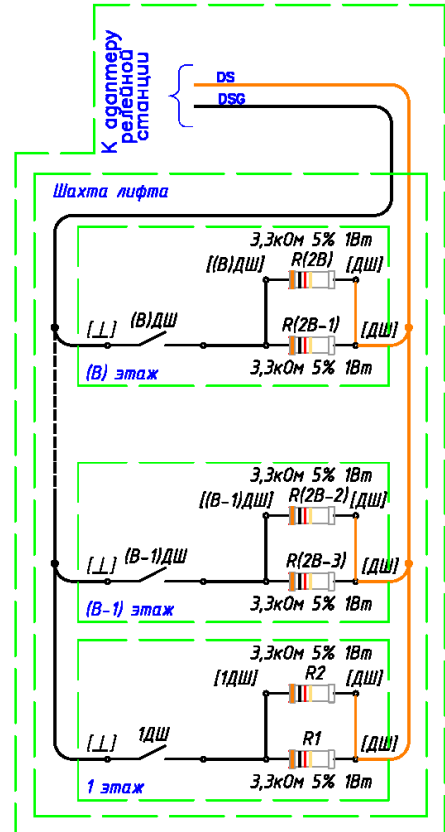 К адаптеру
релейной
станции
DS
DSG
Шахта лифта
3,3кОм 5% 1Вт
[(В)ДШ] R(2В) [ДШ]
[⊥] (В)ДШ R(2В-1) [ДШ]
(В) этаж 3,3кОм 5% 1Вт
3,3кОм 5% 1Вт
[(В-1)ДШ] R(2В-2) [ДШ]
[⊥] (В-1)ДШ R(2В-3) [ДШ]
(В-1) этаж 3,3кОм 5% 1Вт
3,3кОм 5% 1Вт
[1ДШ] R2 [ДШ]
[⊥] 1ДШ R1 [ДШ]
1 этаж 3,3кОм 5% 1Вт